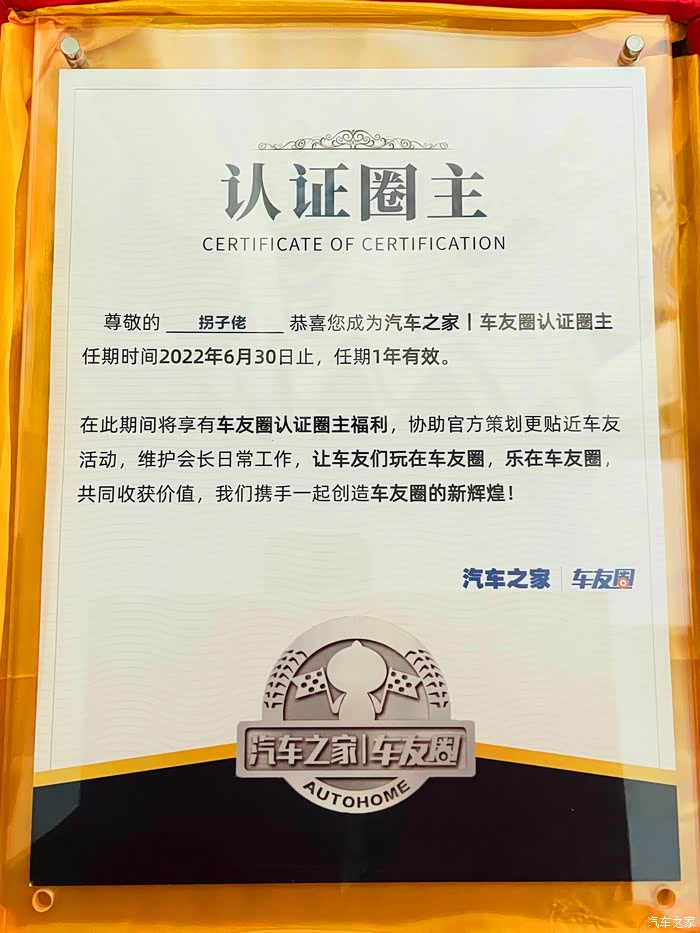 认证圈主
CERTIFICATE OF CERTIFICATION
尊敬的 拐子佬 恭喜您成为汽车之家丨车友圈认证圈主
任期时间2022年6月30日止，任期1年有效。
在此期间将享有车友圈认证圈主福利，协助官方策划更贴近车友
活动，维护会长日常工作，让车友们玩在车友圈，乐在车友圈，
共同收获价值，我们携手一起创造车友圈的新辉煌！
汽车之家 | 车友圈
汽车之家|车友圈
AUTOHOME
汽车之家